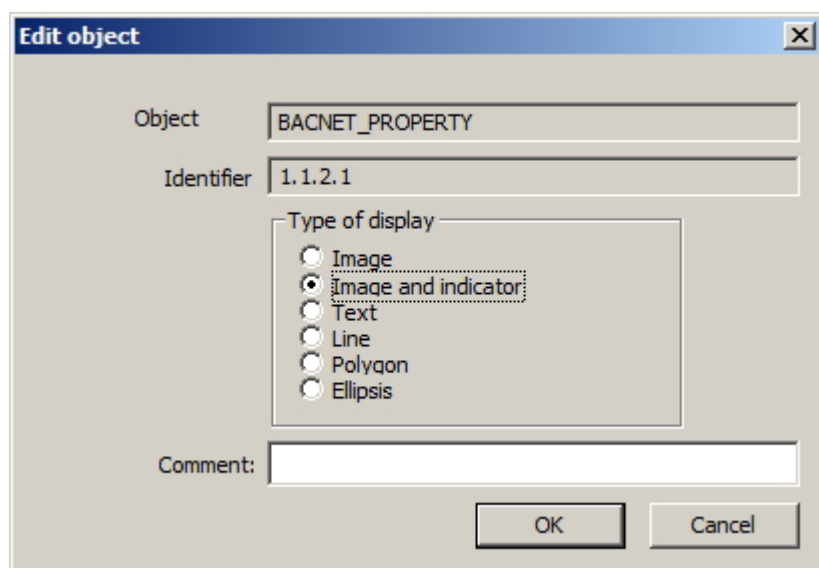 Edit object
Object BACNET_PROPERTY
Identifier 1.1.2.1
Type of display
Image
Image and indicator
Text
Line
Polygon
Ellipsis
Comment:
OK Cancel